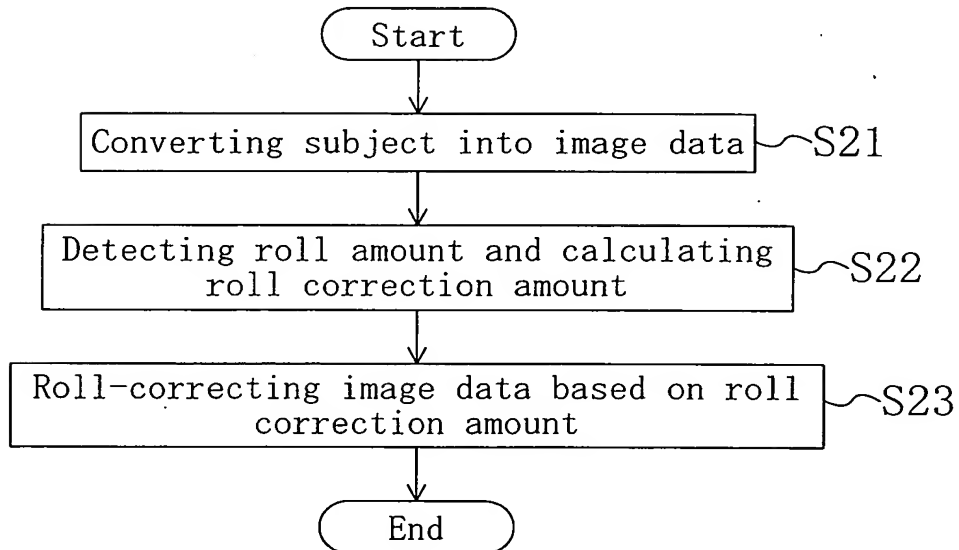 Start
Converting subject into image data
S21
Detecting roll amount and calculating
roll correction amount
S22
Roll-correcting image data based on roll
correction amount
S23
End